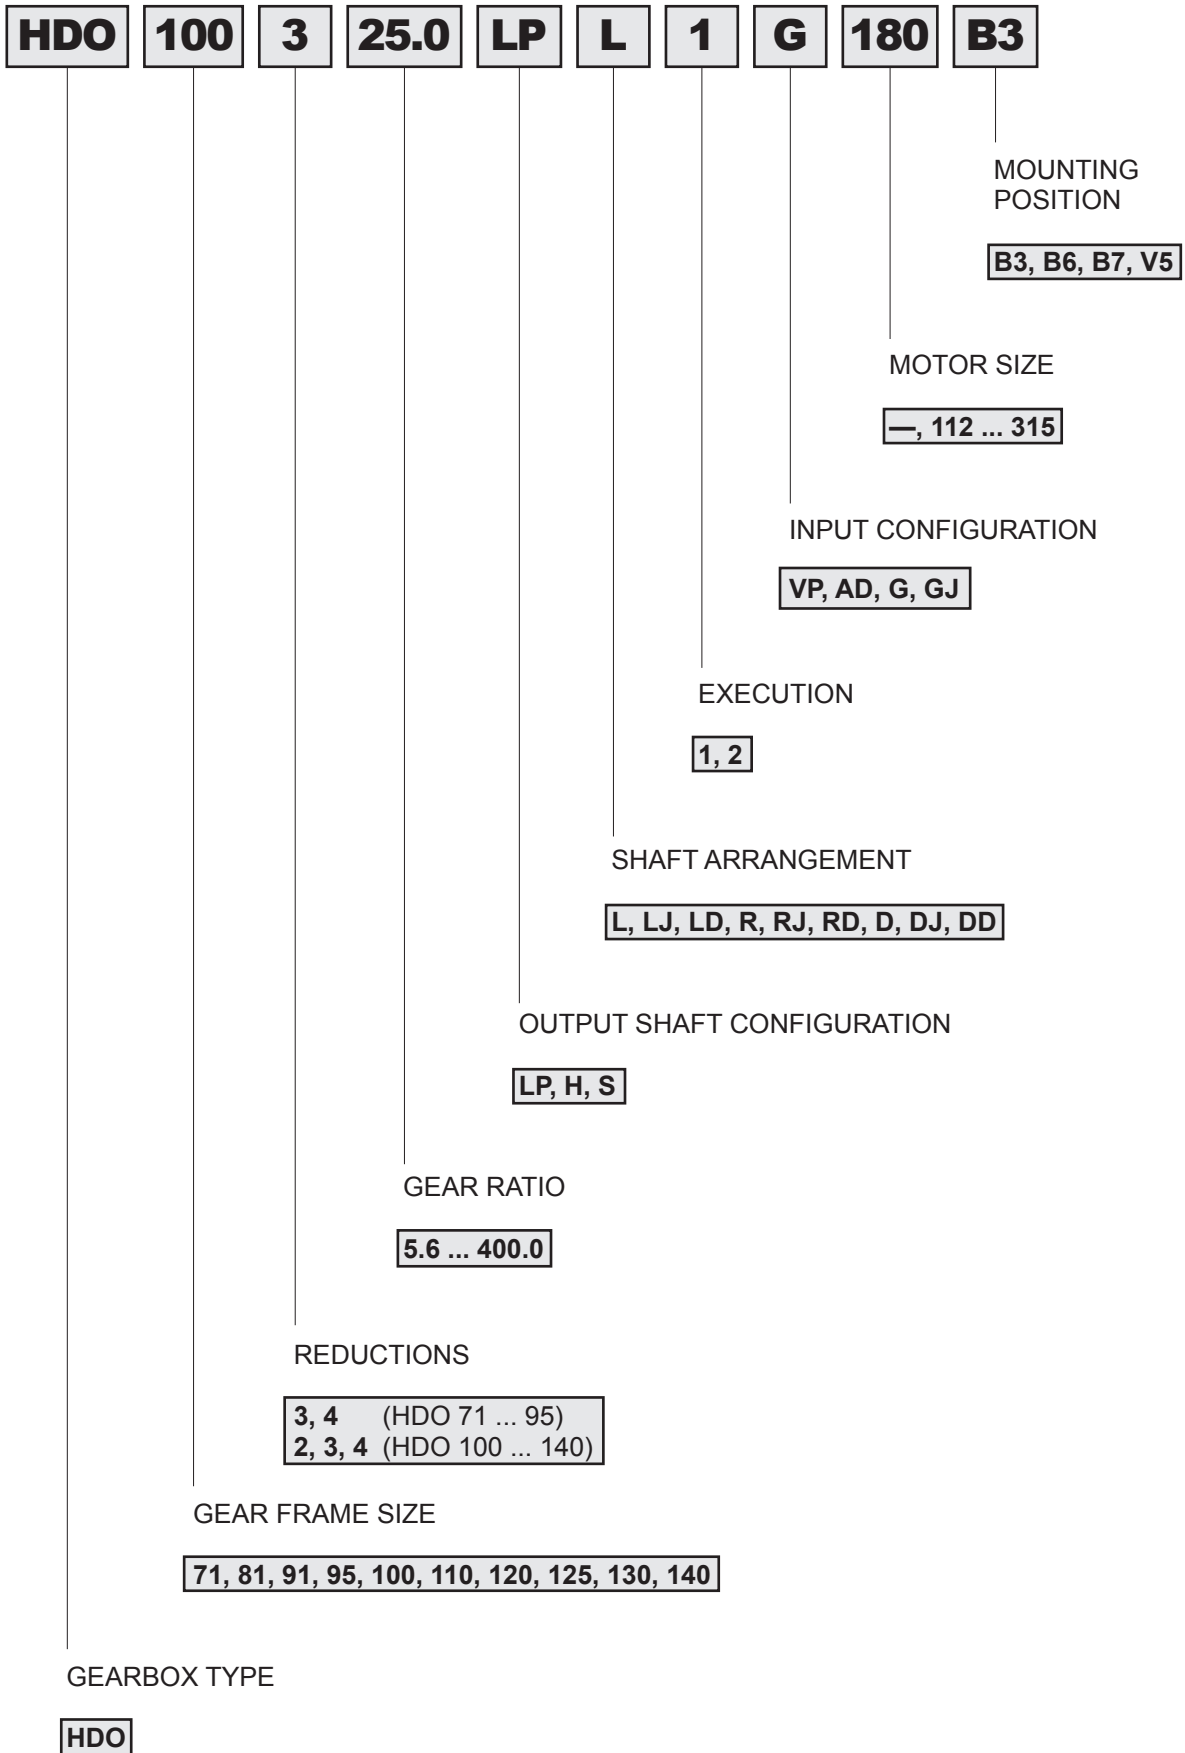 HDO 100 3 25.0 LP L 1 G 180 B3
MOUNTING
POSITION
B3, B6, B7, V5
MOTOR SIZE
—, 112 ... 315
INPUT CONFIGURATION
VP, AD, G, GJ
EXECUTION
1, 2
SHAFT ARRANGEMENT
L, LJ, LD, R, RJ, RD, D, DJ, DD
OUTPUT SHAFT CONFIGURATION
LP, H, S
GEAR RATIO
5.6 ... 400.0
REDUCTIONS
3, 4 (HDO 71 ... 95)
2, 3, 4 (HDO 100 ... 140)
GEAR FRAME SIZE
71, 81, 91, 95, 100, 110, 120, 125, 130, 140
GEARBOX TYPE
HDO